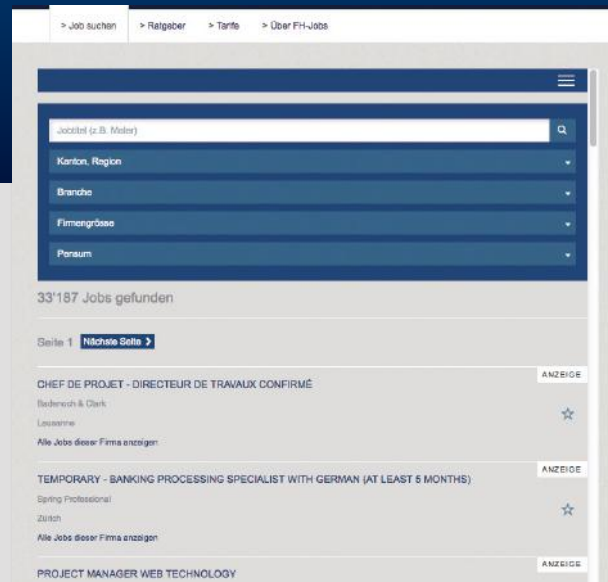 > Job suchen > Ratgeber > Tarife > Über FH-Jobs
Jobtitel (z.B. Maler)
Kanton, Region
Branche
Firmengrösse
Pensum
33'187 Jobs gefunden
Seite 1 Nächste Seite >
ANZEIGE
CHEF DE PROJET - DIRECTEUR DE TRAVAUX CONFIRMÉ
Badenoch & Clark
Lausanne
Alle Jobs dieser Firma anzeigen
ANZEIGE
TEMPORARY - BANKING PROCESSING SPECIALIST WITH GERMAN (AT LEAST 5 MONTHS)
Spring Professional
Zürich
Alle Jobs dieser Firma anzeigen
ANZEIGE
PROJECT MANAGER WEB TECHNOLOGY